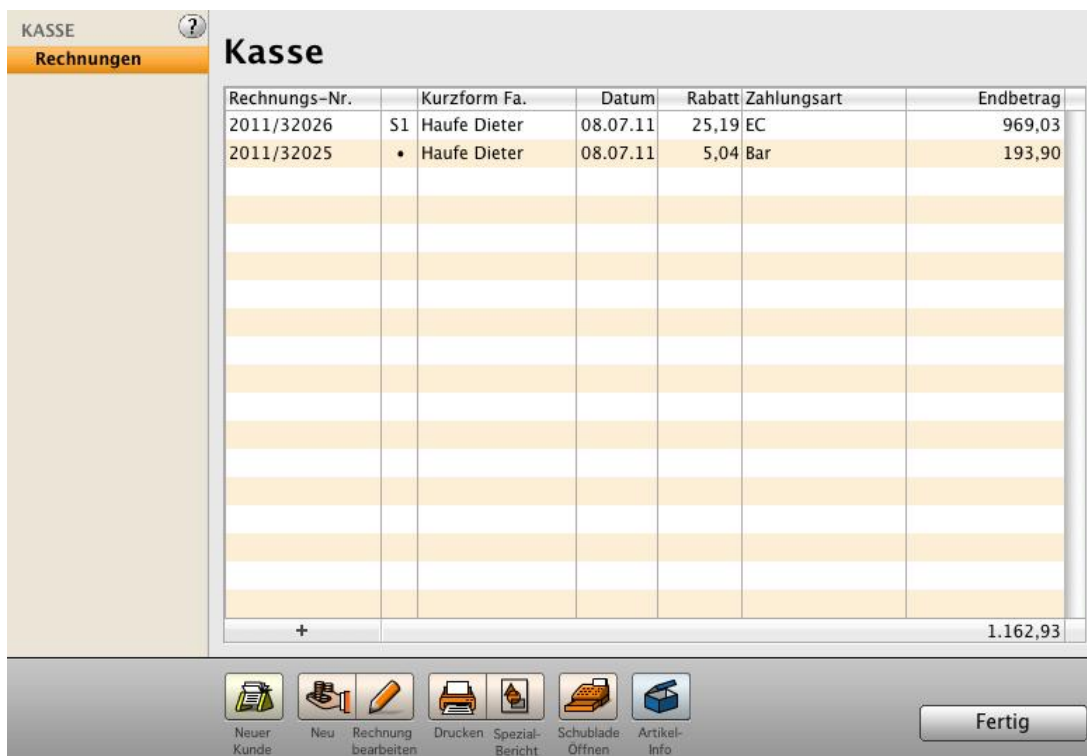 KASSE ?
Rechnungen
Kasse
Rechnungs-Nr. Kurzform Fa. Datum Rabatt Zahlungsart Endbetrag
2011/32026 S1 Haufe Dieter 08.07.11 25,19 EC 969,03
2011/32025 • Haufe Dieter 08.07.11 5,04 Bar 193,90
+ 1.162,93
Neuer Neu Rechnung Drucken Spezial- Schublade Artikel-
Kunde bearbeiten Bericht Öffnen Info
Fertig